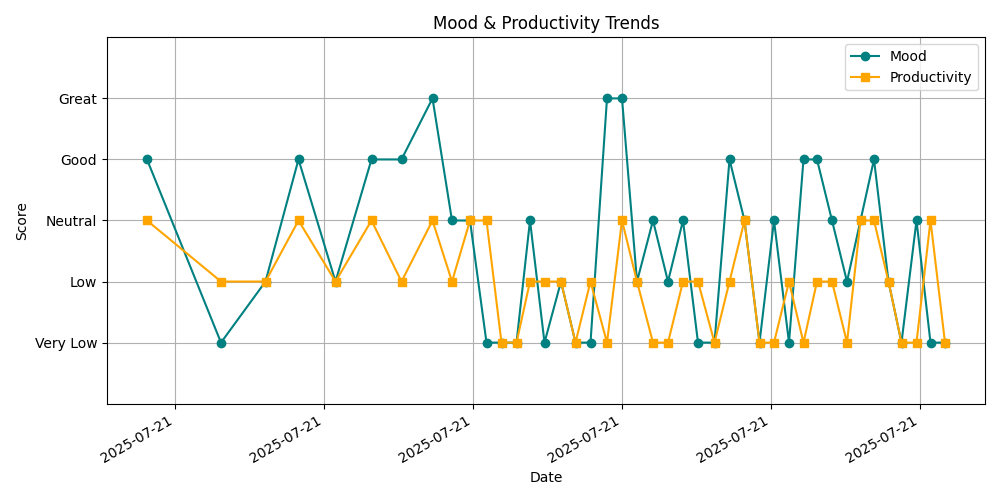 Mood & Productivity Trends
Mood
Productivity
Great
Good
Neutral
Low
Very Low
Score
2025-07-21
2025-07-21
2025-07-21
2025-07-21
2025-07-21
2025-07-21
Date